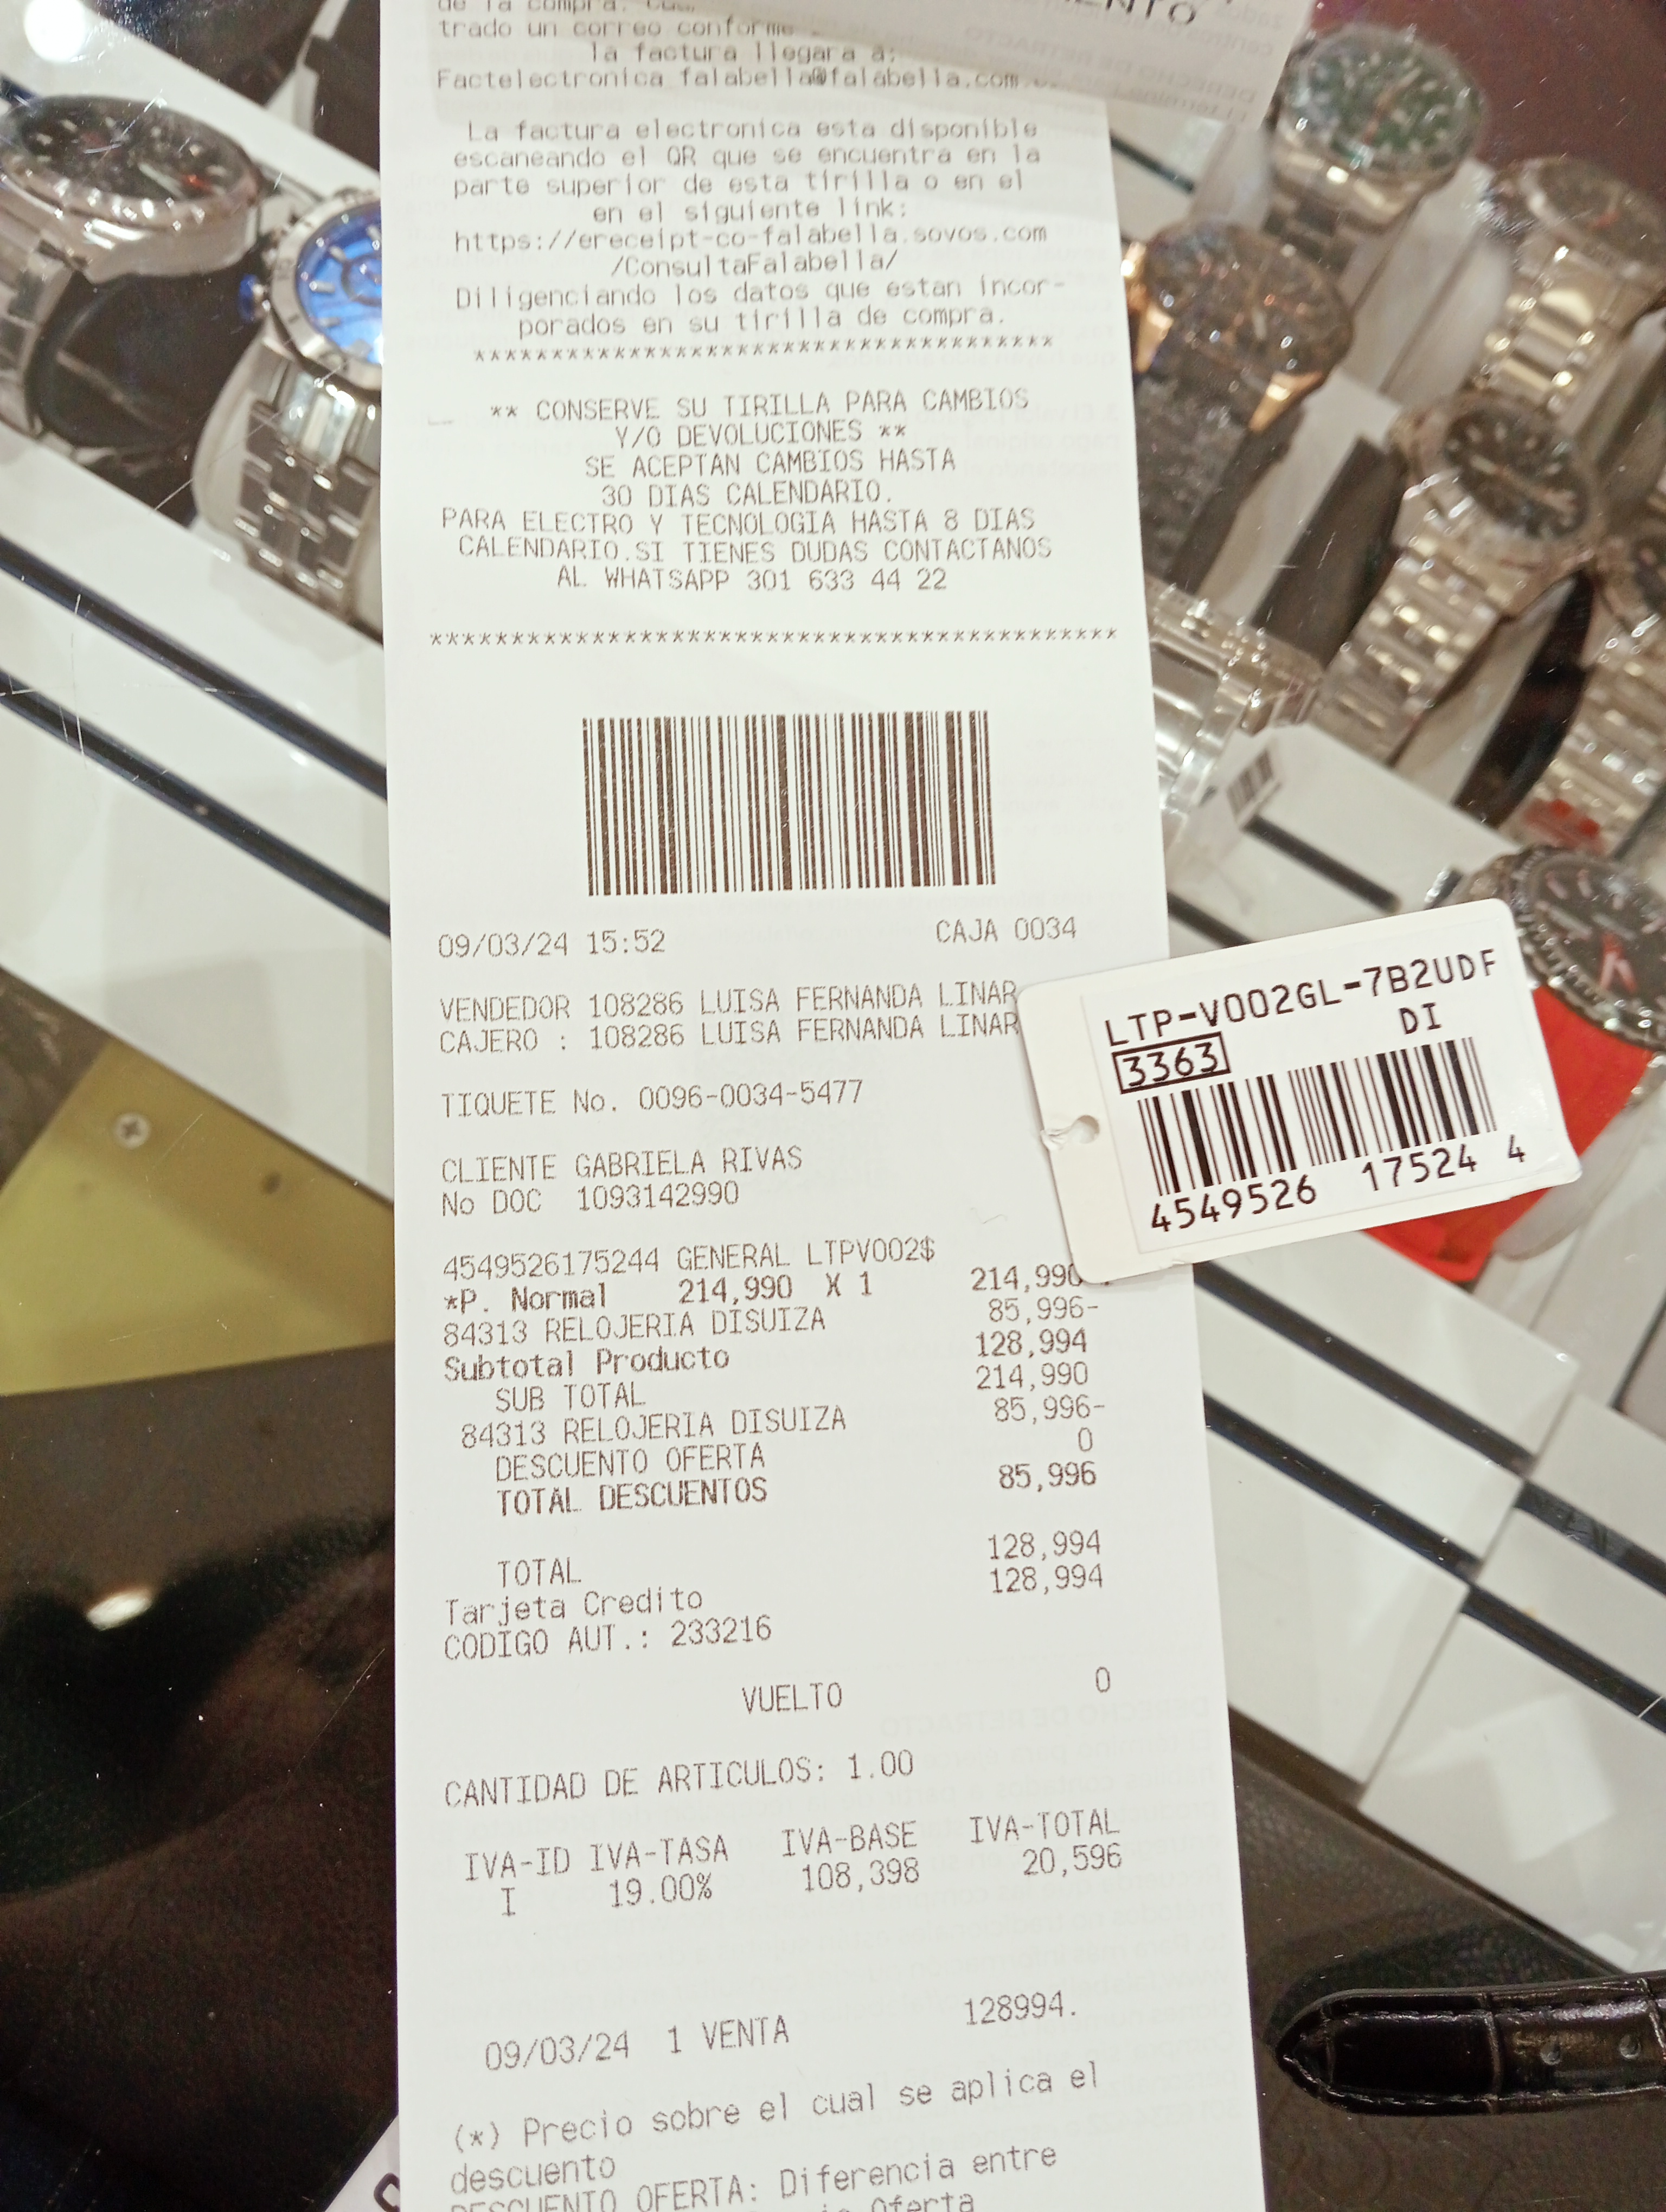 ENTO
de la compra.
trado un correo conforme
la factura llegara a:
Factelectronica falabella@falabella.com.
La factura electronica esta disponible
escaneando el QR que se encuentra en la
parte superior de esta tirilla o en el
en el siguiente link:
https://ereceipt-co-falabella.sovos.com
/ConsultaFalabella/
Diligenciando los datos que estan incor-
porados en su tirilla de compra.
*************************************
** CONSERVE SU TIRILLA PARA CAMBIOS
Y/O DEVOLUCIONES **
SE ACEPTAN CAMBIOS HASTA
30 DIAS CALENDARIO.
PARA ELECTRO Y TECNOLOGIA HASTA 8 DIAS
CALENDARIO.SI TIENES DUDAS CONTACTANOS
AL WHATSAPP 301 633 44 22
*******************************************
09/03/24 15:52 CAJA 0034
VENDEDOR 108286 LUISA FERNANDA LINAR
CAJERO : 108286 LUISA FERNANDA LINAR
TIQUETE No. 0096-0034-5477
CLIENTE GABRIELA RIVAS
No DOC 1093142990
4549526175244 GENERAL LTPV002$
*P. Normal 214,990 X 1 214,990
84313 RELOJERIA DISUIZA 85,996-
Subtotal Producto 128,994
SUB TOTAL 214,990
84313 RELOJERIA DISUIZA 85,996-
DESCUENTO OFERTA 0
TOTAL DESCUENTOS 85,996
TOTAL 128,994
Tarjeta Credito 128,994
CODIGO AUT.: 233216
VUELTO 0
CANTIDAD DE ARTICULOS: 1.00
IVA-ID IVA-TASA IVA-BASE IVA-TOTAL
I 19.00% 108,398 20,596
09/03/24 1 VENTA 128994.
(*) Precio sobre el cual se aplica el
descuento
DESCUENTO OFERTA: Diferencia entre
Oferta
LTP-V002GL-7B2UDF
DI
3363
4549526 17524 4